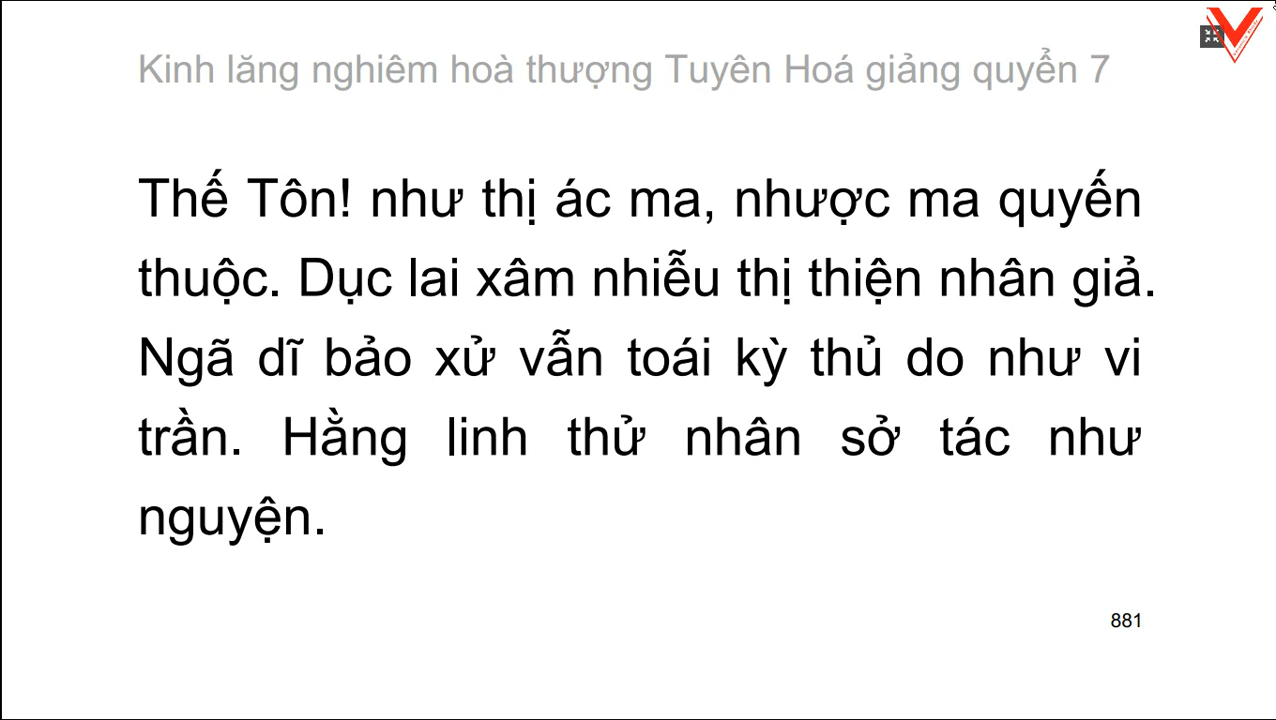 Kinh lăng nghiêm hoà thượng Tuyên Hoá giảng quyển 7
Thế Tôn! như thị ác ma, nhược ma quyến
thuộc. Dục lai xâm nhiễu thị thiện nhân giả.
Ngã dĩ bảo xử vẫn toái kỳ thủ do như vi
trần. Hằng linh thử nhân sở tác như
nguyện.
881